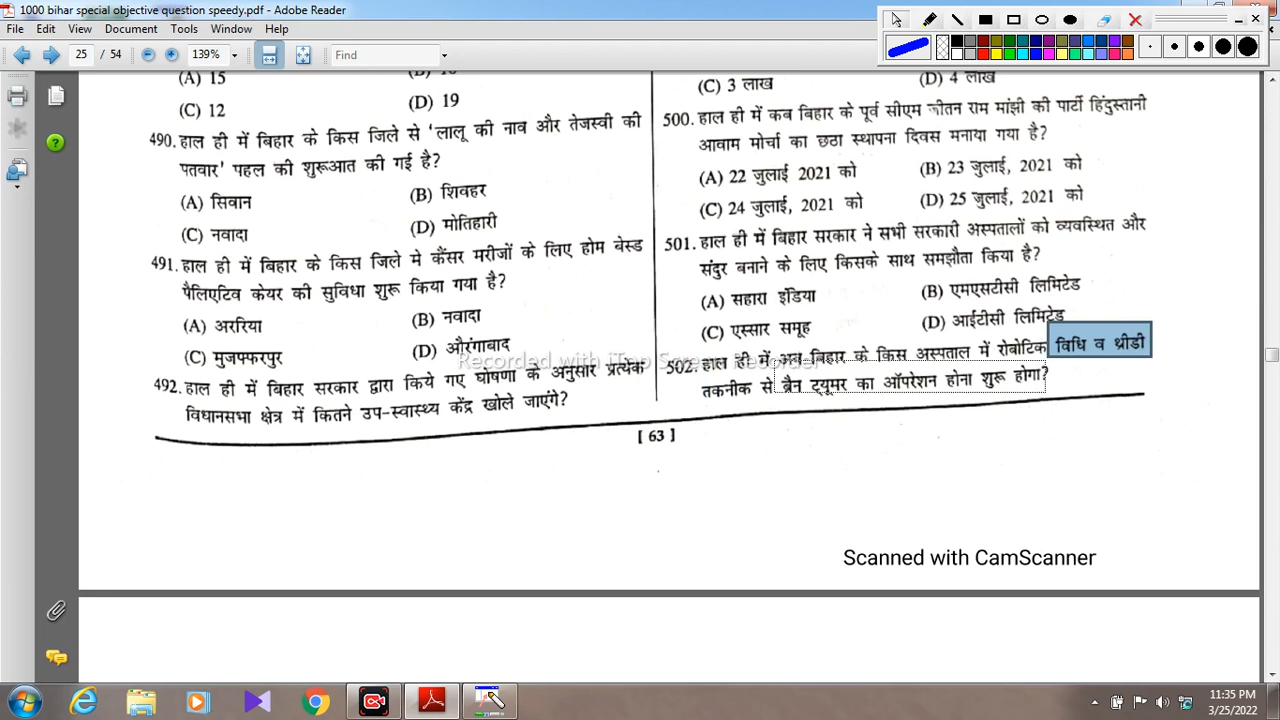 1000 bihar special objective question speedy.pdf - Adobe Reader
File Edit View Document Tools Window Help
25 / 54 139% Find
(A) 15
(C) 12
(D) 19
490. हाल ही में बिहार के किस जिले से 'लालू की नाव और तेजस्वी की
पतवार' पहल की शुरूआत की गई है?
(A) सिवान
(B) शिवहर
(C) नवादा
(D) मोतिहारी
491. हाल ही में बिहार के किस जिले मे कैंसर मरीजों के लिए होम बेस्ड
पैलिएटिव केयर की सुविधा शुरू किया गया है?
(A) अररिया
(B) नवादा
(C) मुजफ्फरपुर
(D) औरंगाबाद
492. हाल ही में बिहार सरकार द्वारा किये गए घोषणा के अनुसार प्रत्येक
विधानसभा क्षेत्र में कितने उप-स्वास्थ्य केंद्र खोले जाएंगे?
(C) 3 लाख
(D) 4 लाख
500. हाल ही में कब बिहार के पूर्व सीएम जीतन राम मांझी की पार्टी हिंदुस्तानी
आवाम मोर्चा का छठा स्थापना दिवस मनाया गया है?
(A) 22 जुलाई 2021 को
(B) 23 जुलाई, 2021 को
(C) 24 जुलाई, 2021 को
(D) 25 जुलाई, 2021 को
501. हाल ही में बिहार सरकार ने सभी सरकारी अस्पतालों को व्यवस्थित और
संदुर बनाने के लिए किसके साथ समझौता किया है?
(A) सहारा इंडिया
(B) एमएसटीसी लिमिटेड
(C) एस्सार समूह
(D) आईटीसी लिमिटेड
502. हाल ही में अब बिहार के किस अस्पताल में रोबोटिक विधि व थ्रीडी
तकनीक से ब्रैन ट्यूमर का ऑपरेशन होना शुरू होगा?
Recorded with iTop Screen Recorder
[ 63 ]
Scanned with CamScanner
11:35 PM
3/25/2022